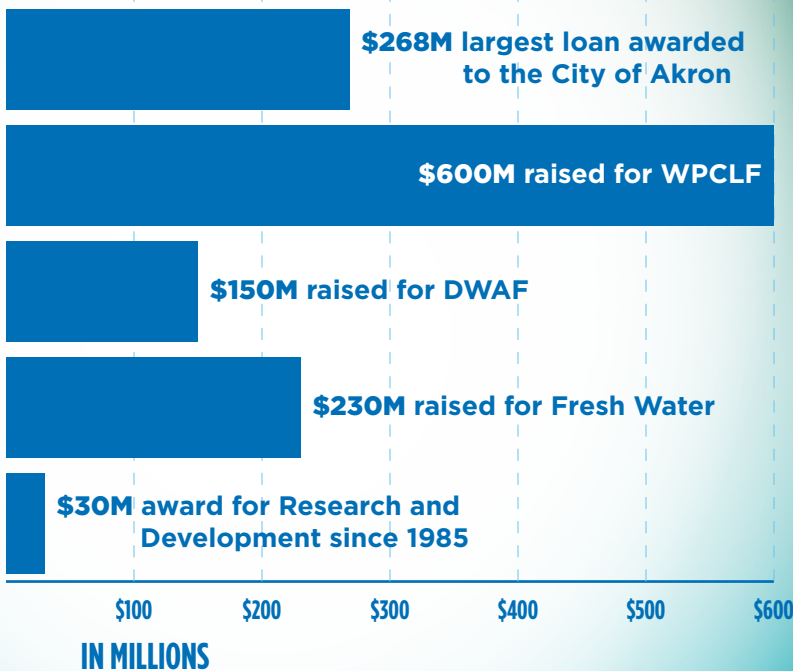 $268M largest loan awarded
to the City of Akron
$600M raised for WPCLF
$150M raised for DWAF
$230M raised for Fresh Water
$30M award for Research and
Development since 1985
$100 $200 $300 $400 $500 $600
IN MILLIONS